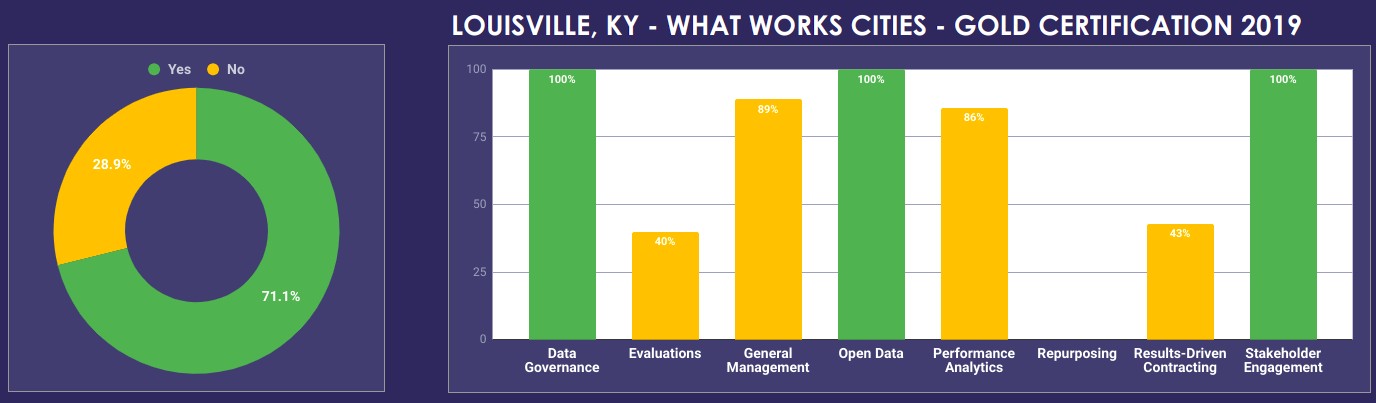 LOUISVILLE, KY - WHAT WORKS CITIES - GOLD CERTIFICATION 2019
Yes No
28.9%
71.1%
100
75
50
25
0
100%
40%
89%
100%
86%
43%
100%
Data
Governance
Evaluations
General
Management
Open Data
Performance
Analytics
Repurposing
Results-Driven
Contracting
Stakeholder
Engagement